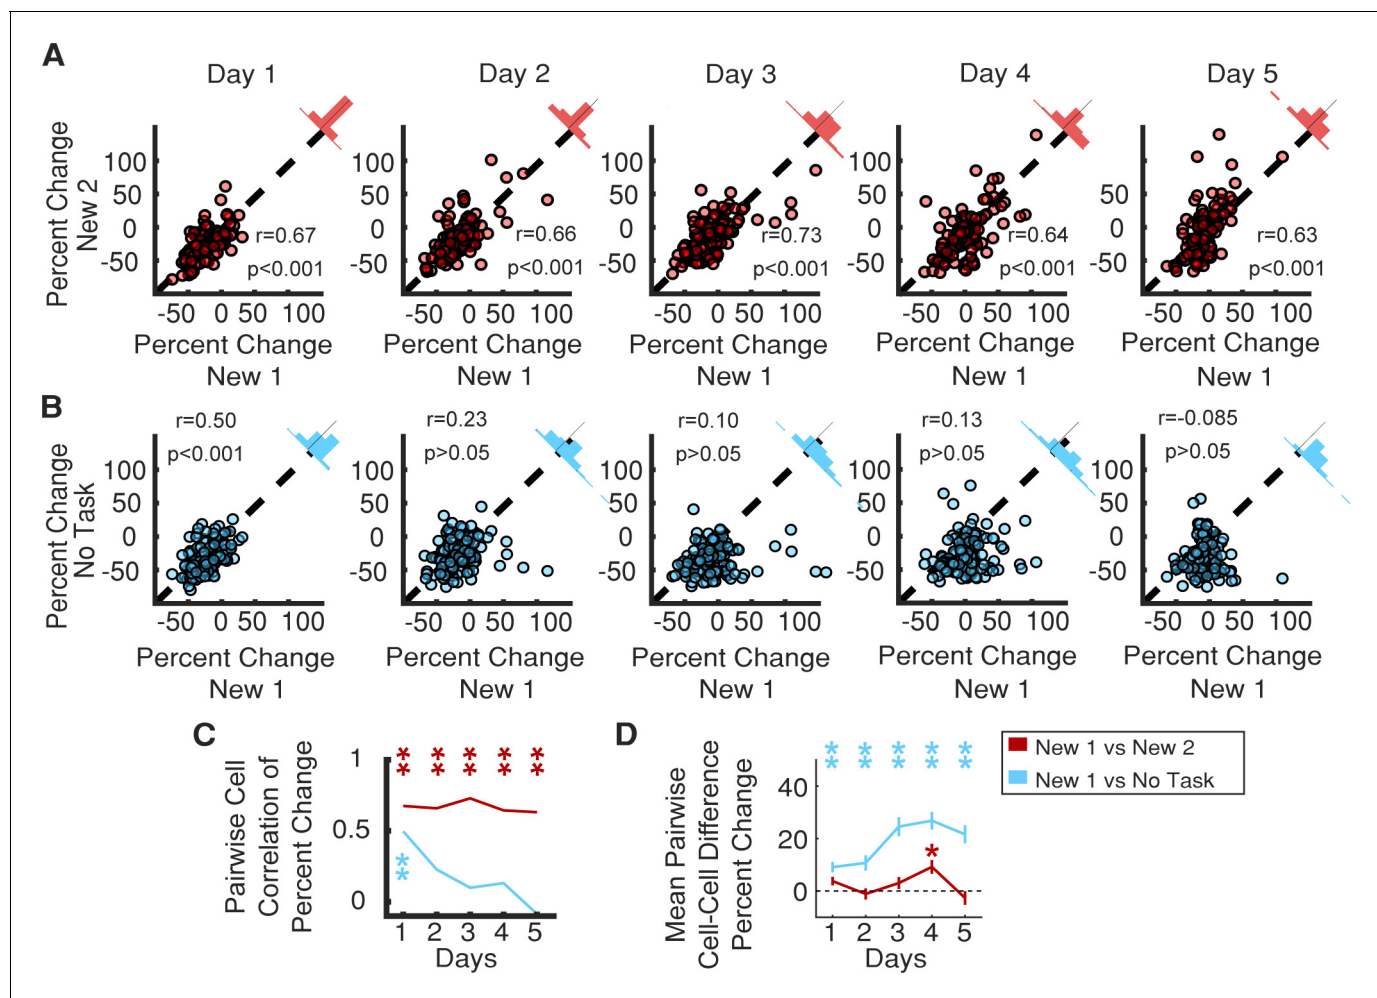 A
Day 1 Day 2 Day 3 Day 4 Day 5
Percent Change
New 2
100 100 100 100
50 50 50 50 50
0 0 0 0 0
-50 -50 -50 -50 -50
r=0.67 r=0.66 r=0.73 r=0.64 r=0.63
p<0.001 p<0.001 p<0.001 p<0.001 p<0.001
-50 0 50 100 -50 0 50 100 -50 0 50 100 -50 0 50 100 -50 0 50 100
Percent Change Percent Change Percent Change Percent Change Percent Change
New 1 New 1 New 1 New 1 New 1
B
r=0.50 r=0.23 r=0.10 r=0.13 r=-0.085
p<0.001 p>0.05 p>0.05 p>0.05 p>0.05
Percent Change
No Task
100 100 100 100 100
50 50 50 50 50
0 0 0 0 0
-50 -50 -50 -50 -50
-50 0 50 100 -50 0 50 100 -50 0 50 100 -50 0 50 100 -50 0 50 100
Percent Change Percent Change Percent Change Percent Change Percent Change
New 1 New 1 New 1 New 1 New 1
C
Pairwise Cell
Correlation of
Percent Change
1
0.5
0
** ** ** ** **
**
1 2 3 4 5
Days
D
Mean Pairwise
Cell-Cell Difference
Percent Change
40
20
0
** ** ** ** **
*
1 2 3 4 5
Days
New 1 vs New 2
New 1 vs No Task